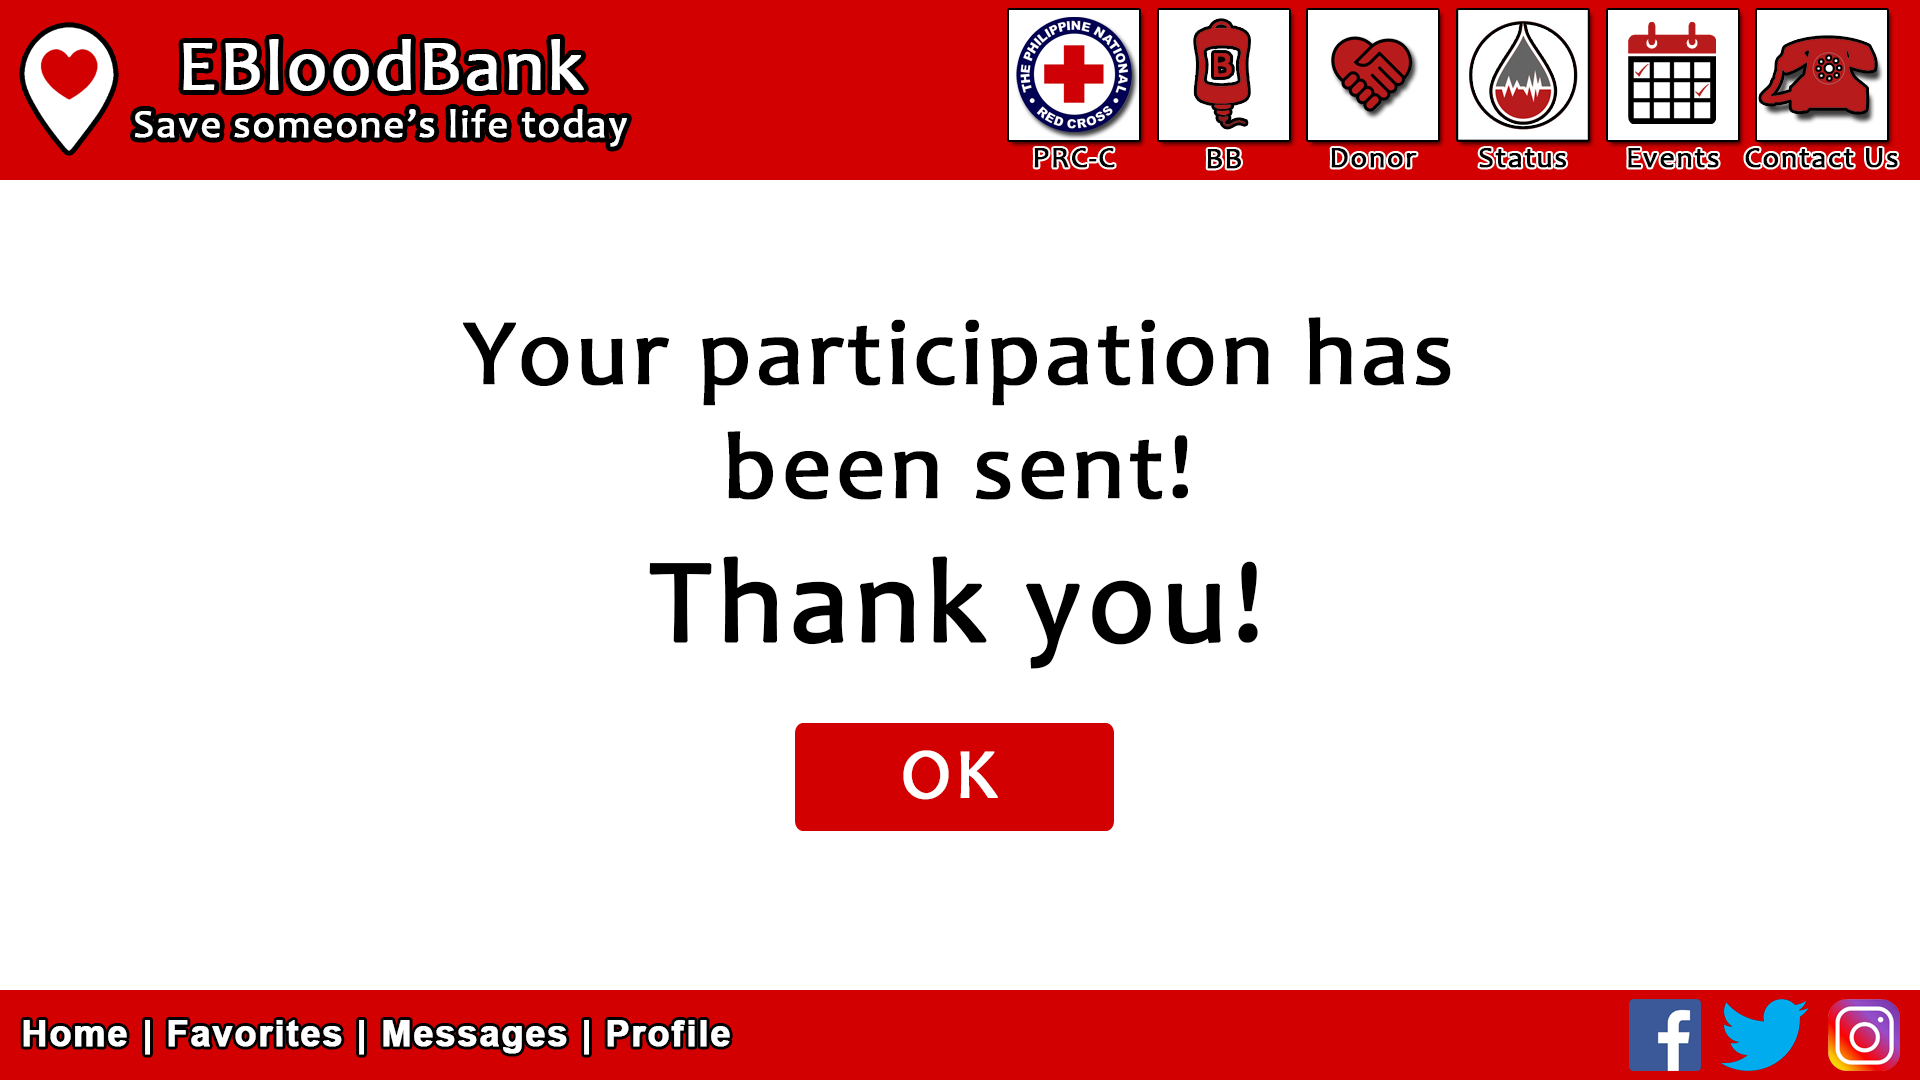 EBloodBank
Save someone's life today
THE PHILIPPINE NATIONAL
• RED CROSS •
B
PRC-C
BB
Donor
Status
Events
Contact Us
Your participation has
been sent!
Thank you!
OK
Home | Favorites | Messages | Profile